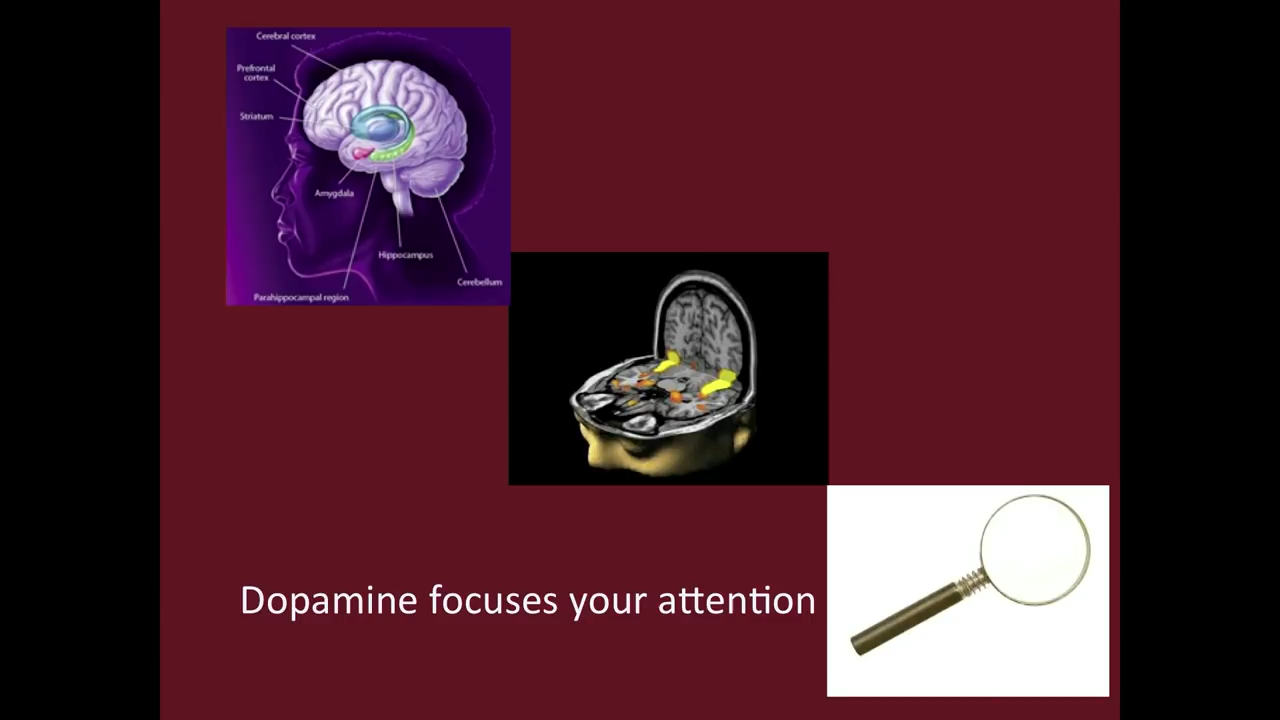 Cerebral cortex
Prefrontal
cortex
Striatum
Amygdala
Hippocampus
Cerebellum
Parahippocampal region
Dopamine focuses your attention